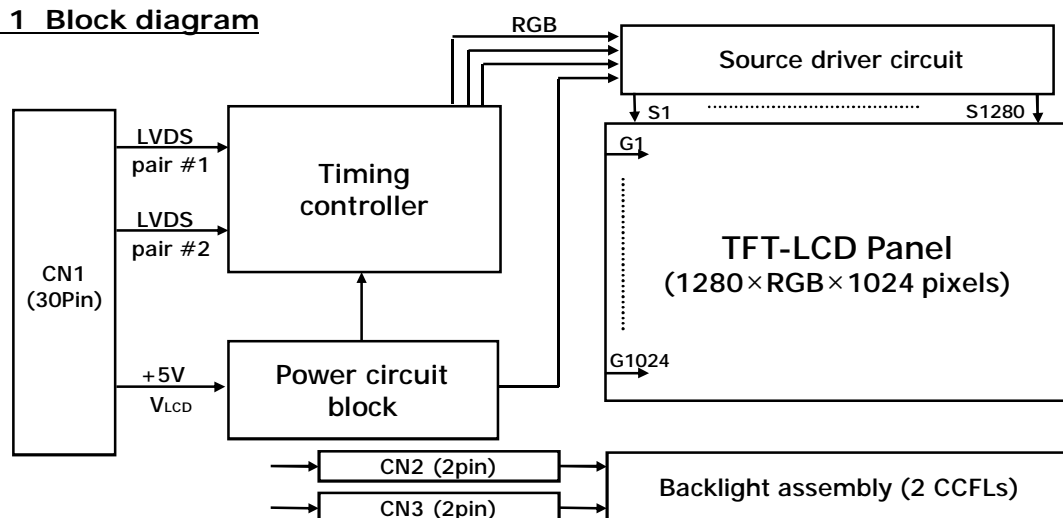 1 Block diagram
RGB
Source driver circuit
S1
S1280
CN1
(30Pin)
LVDS
pair #1
LVDS
pair #2
Timing
controller
G1
TFT-LCD Panel
(1280×RGB×1024 pixels)
G1024
+5V
VLCD
Power circuit
block
CN2 (2pin)
CN3 (2pin)
Backlight assembly (2 CCFLs)